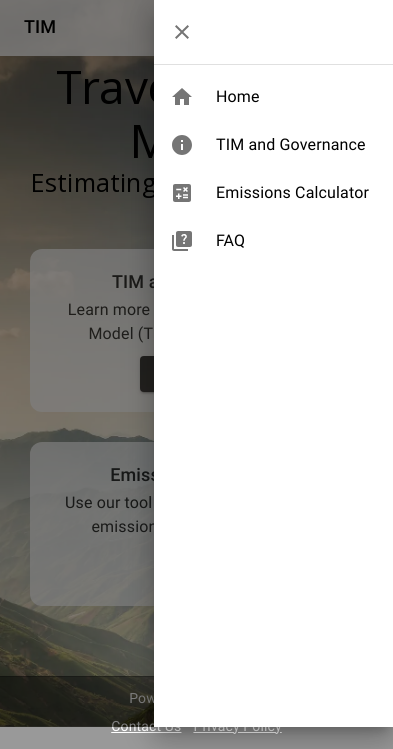 TIM
Home
TIM and Governance
Emissions Calculator
FAQ
Trave
M
Estimating
TIM a
Learn more
Model (T
Emiss
Use our tool
emission
Pow
Contact Us Privacy Policy